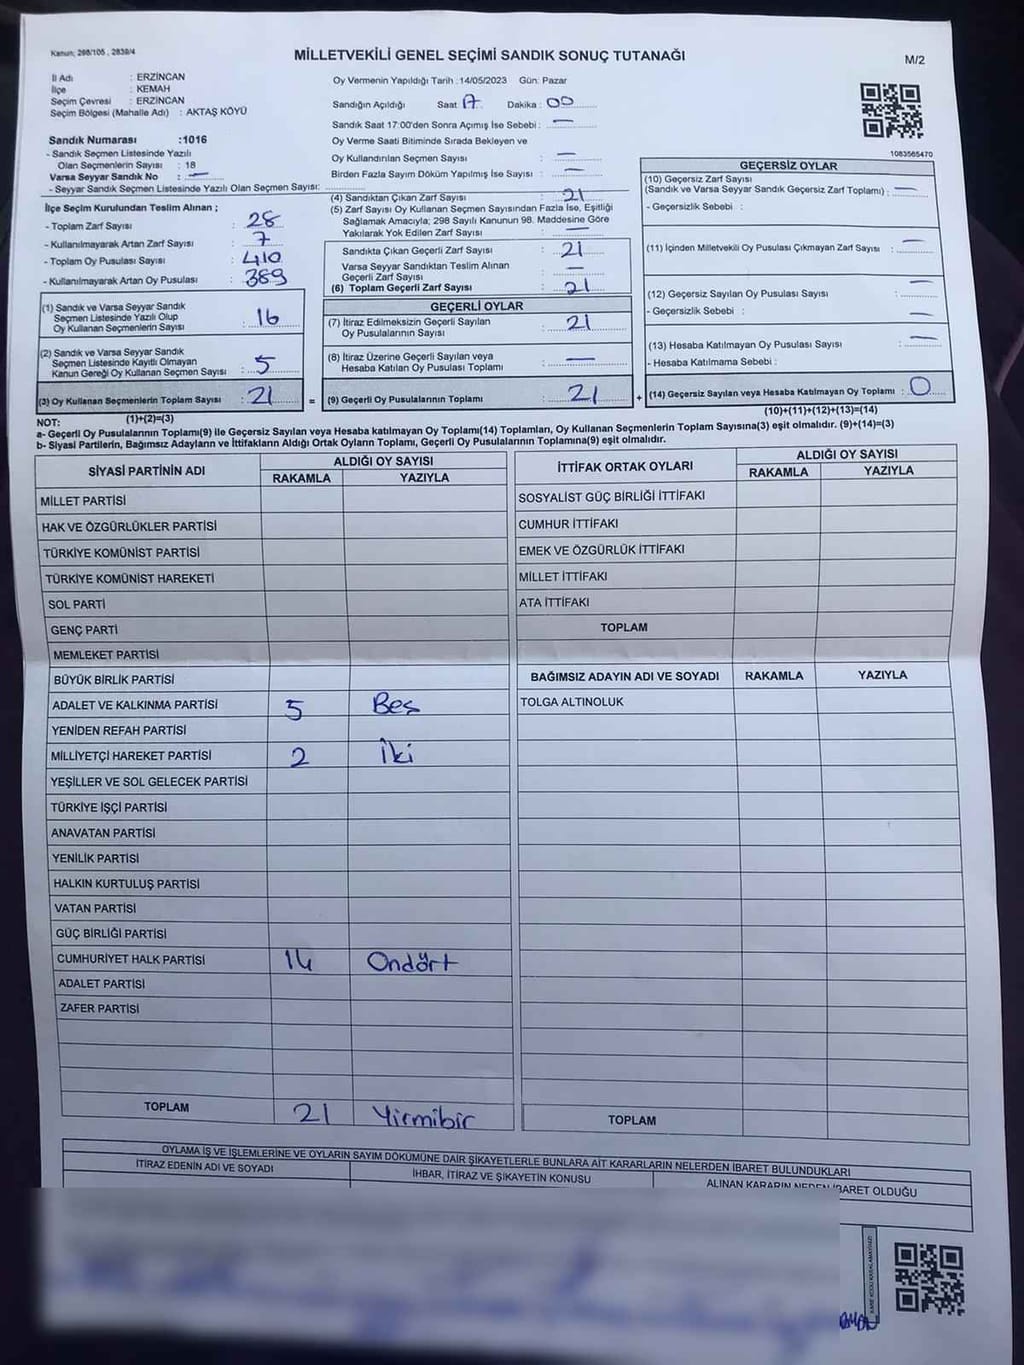 Kanun: 298/105 , 2839/4
MİLLETVEKİLİ GENEL SEÇİMİ SANDIK SONUÇ TUTANAĞI
M/2
İl Adı : ERZİNCAN
İlçe : KEMAH
Seçim Çevresi : ERZİNCAN
Seçim Bölgesi (Mahalle Adı) : AKTAŞ KÖYÜ
Oy Vermenin Yapıldığı Tarih :14/05/2023 Gün: Pazar
Sandığın Açıldığı Saat : 17 Dakika : 00
Sandık Saat 17:00'den Sonra Açımış İse Sebebi : —
Oy Verme Saati Bitiminde Sırada Bekleyen ve
Oy Kullandırılan Seçmen Sayısı : —
Birden Fazla Sayım Döküm Yapılmış İse Sayısı : —
1083565470
Sandık Numarası :1016
- Sandık Seçmen Listesinde Yazılı
Olan Seçmenlerin Sayısı : 18
Varsa Seyyar Sandık No : —
- Seyyar Sandık Seçmen Listesinde Yazılı Olan Seçmen Sayısı:
İlçe Seçim Kurulundan Teslim Alınan ;
- Toplam Zarf Sayısı : 28
- Kullanılmayarak Artan Zarf Sayısı : 7
- Toplam Oy Pusulası Sayısı : 410
- Kullanılmayarak Artan Oy Pusulası : 389
(1) Sandık ve Varsa Seyyar Sandık
Seçmen Listesinde Yazılı Olup
Oy Kullanan Seçmenlerin Sayısı : 16
(2) Sandık ve Varsa Seyyar Sandık
Seçmen Listesinde Kayıtlı Olmayan
Kanun Gereği Oy Kullanan Seçmen Sayısı : 5
(3) Oy Kullanan Seçmenlerin Toplam Sayısı : 21
(1)+(2)=(3)
(4) Sandıktan Çıkan Zarf Sayısı : 21
(5) Zarf Sayısı Oy Kullanan Seçmen Sayısından Fazla İse, Eşitliği
Sağlamak Amacıyla; 298 Sayılı Kanunun 98. Maddesine Göre
Yakılarak Yok Edilen Zarf Sayısı : —
Sandıkta Çıkan Geçerli Zarf Sayısı : 21
Varsa Seyyar Sandıktan Teslim Alınan
Geçerli Zarf Sayısı : —
(6) Toplam Geçerli Zarf Sayısı : 21
GEÇERLİ OYLAR
(7) İtiraz Edilmeksizin Geçerli Sayılan
Oy Pusulalarının Sayısı : 21
(8) İtiraz Üzerine Geçerli Sayılan veya
Hesaba Katılan Oy Pusulası Toplamı : —
= (9) Geçerli Oy Pusulalarının Toplamı : 21
GEÇERSİZ OYLAR
(10) Geçersiz Zarf Sayısı
(Sandık ve Varsa Seyyar Sandık Geçersiz Zarf Toplamı) : —
- Geçersizlik Sebebi :
(11) İçinden Milletvekili Oy Pusulası Çıkmayan Zarf Sayısı : —
(12) Geçersiz Sayılan Oy Pusulası Sayısı : —
- Geçersizlik Sebebi : —
(13) Hesaba Katılmayan Oy Pusulası Sayısı : —
- Hesaba Katılmama Sebebi :
+ (14) Geçersiz Sayılan veya Hesaba Katılmayan Oy Toplamı : 0
(10)+(11)+(12)+(13)=(14)
NOT:
a- Geçerli Oy Pusulalarının Toplamı(9) ile Geçersiz Sayılan veya Hesaba katılmayan Oy Toplamı(14) Toplamları, Oy Kullanan Seçmenlerin Toplam Sayısına(3) eşit olmalıdır. (9)+(14)=(3)
b- Siyasi Partilerin, Bağımsız Adayların ve İttifakların Aldığı Ortak Oyların Toplamı, Geçerli Oy Pusulalarının Toplamına(9) eşit olmalıdır.
SİYASİ PARTİNİN ADI
ALDIĞI OY SAYISI
RAKAMLA YAZIYLA
MİLLET PARTİSİ
HAK VE ÖZGÜRLÜKLER PARTİSİ
TÜRKİYE KOMÜNİST PARTİSİ
TÜRKİYE KOMÜNİST HAREKETİ
SOL PARTİ
GENÇ PARTİ
MEMLEKET PARTİSİ
BÜYÜK BİRLİK PARTİSİ
ADALET VE KALKINMA PARTİSİ 5 Beş
YENİDEN REFAH PARTİSİ
MİLLİYETÇİ HAREKET PARTİSİ 2 İki
YEŞİLLER VE SOL GELECEK PARTİSİ
TÜRKİYE İŞÇİ PARTİSİ
ANAVATAN PARTİSİ
YENİLİK PARTİSİ
HALKIN KURTULUŞ PARTİSİ
VATAN PARTİSİ
GÜÇ BİRLİĞİ PARTİSİ
CUMHURİYET HALK PARTİSİ 14 Ondört
ADALET PARTİSİ
ZAFER PARTİSİ
TOPLAM 21 Yirmibir
İTTİFAK ORTAK OYLARI
ALDIĞI OY SAYISI
RAKAMLA YAZIYLA
SOSYALİST GÜÇ BİRLİĞİ İTTİFAKI
CUMHUR İTTİFAKI
EMEK VE ÖZGÜRLÜK İTTİFAKI
MİLLET İTTİFAKI
ATA İTTİFAKI
TOPLAM
BAĞIMSIZ ADAYIN ADI VE SOYADI RAKAMLA YAZIYLA
TOLGA ALTINOLUK
TOPLAM
OYLAMA İŞ VE İŞLEMLERİNE VE OYLARIN SAYIM DÖKÜMÜNE DAİR ŞİKAYETLERLE BUNLARA AİT KARARLARIN NELERDEN İBARET BULUNDUKLARI
İTİRAZ EDENİN ADI VE SOYADI İHBAR, İTİRAZ VE ŞİKAYETİN KONUSU ALINAN KARARIN NEDEN İBARET OLDUĞU